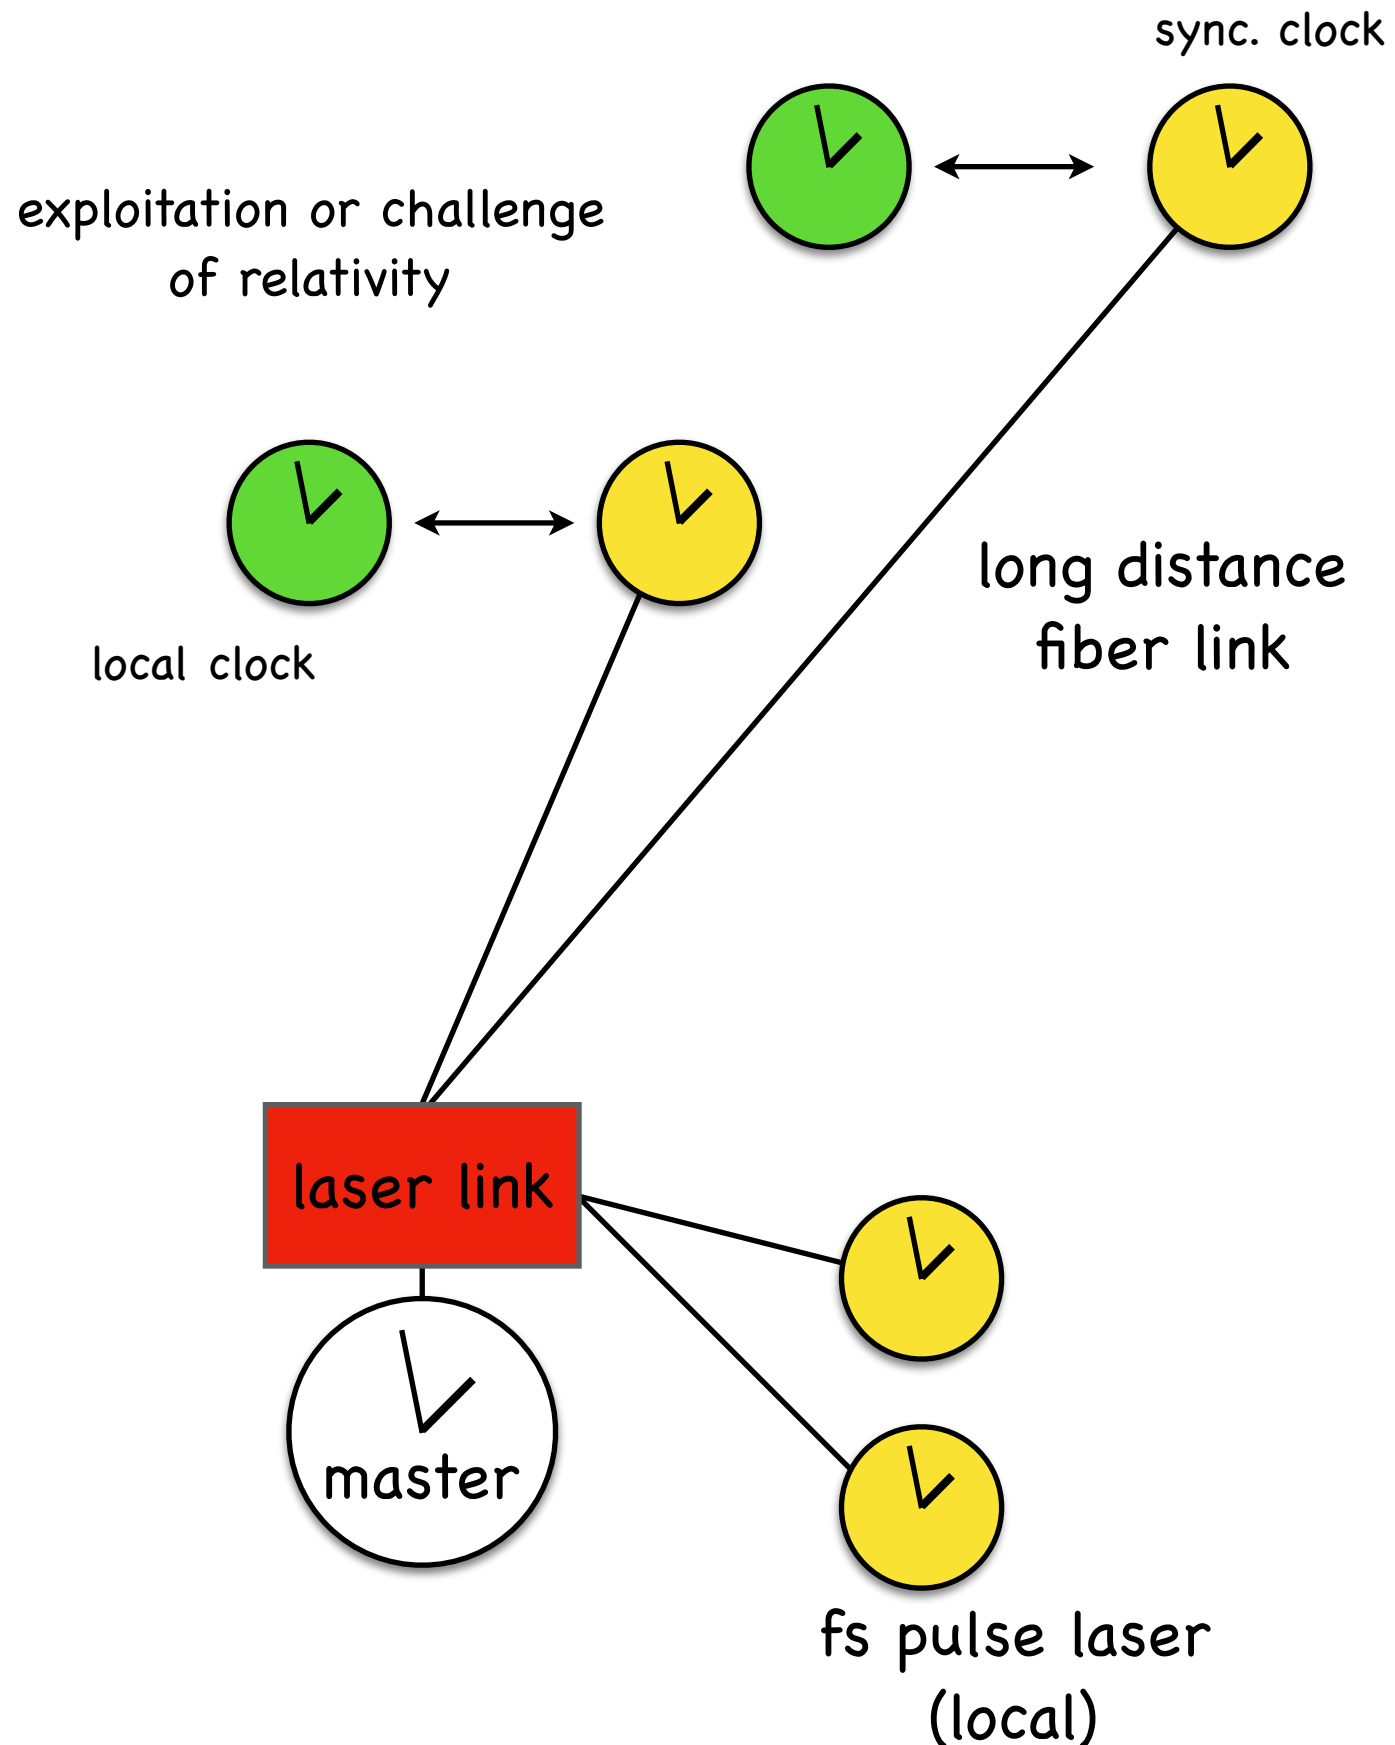 sync. clock
exploitation or challenge
of relativity
long distance
fiber link
local clock
laser link
master
fs pulse laser
(local)